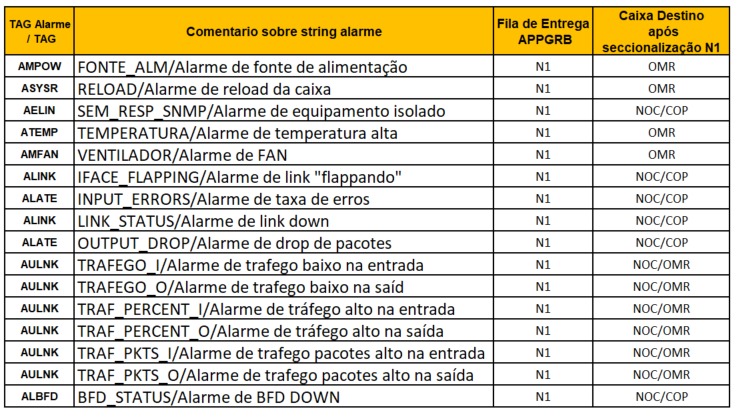 TAG Alarme / TAG | Comentario sobre string alarme | Fila de Entrega APPGRB | Caixa Destino após seccionalização N1
AMPOW | FONTE_ALM/Alarme de fonte de alimentação | N1 | OMR
ASYSR | RELOAD/Alarme de reload da caixa | N1 | OMR
AELIN | SEM_RESP_SNMP/Alarme de equipamento isolado | N1 | NOC/COP
ATEMP | TEMPERATURA/Alarme de temperatura alta | N1 | OMR
AMFAN | VENTILADOR/Alarme de FAN | N1 | OMR
ALINK | IFACE_FLAPPING/Alarme de link "flappando" | N1 | NOC/COP
ALATE | INPUT_ERRORS/Alarme de taxa de erros | N1 | NOC/COP
ALINK | LINK_STATUS/Alarme de link down | N1 | NOC/COP
ALATE | OUTPUT_DROP/Alarme de drop de pacotes | N1 | NOC/COP
AULNK | TRAFEGO_I/Alarme de trafego baixo na entrada | N1 | NOC/OMR
AULNK | TRAFEGO_O/Alarme de trafego baixo na saíd | N1 | NOC/OMR
AULNK | TRAF_PERCENT_I/Alarme de tráfego alto na entrada | N1 | NOC/OMR
AULNK | TRAF_PERCENT_O/Alarme de tráfego alto na saída | N1 | NOC/OMR
AULNK | TRAF_PKTS_I/Alarme de trafego pacotes alto na entrada | N1 | NOC/OMR
AULNK | TRAF_PKTS_O/Alarme de trafego pacotes alto na saída | N1 | NOC/OMR
ALBFD | BFD_STATUS/Alarme de BFD DOWN | N1 | NOC/COP